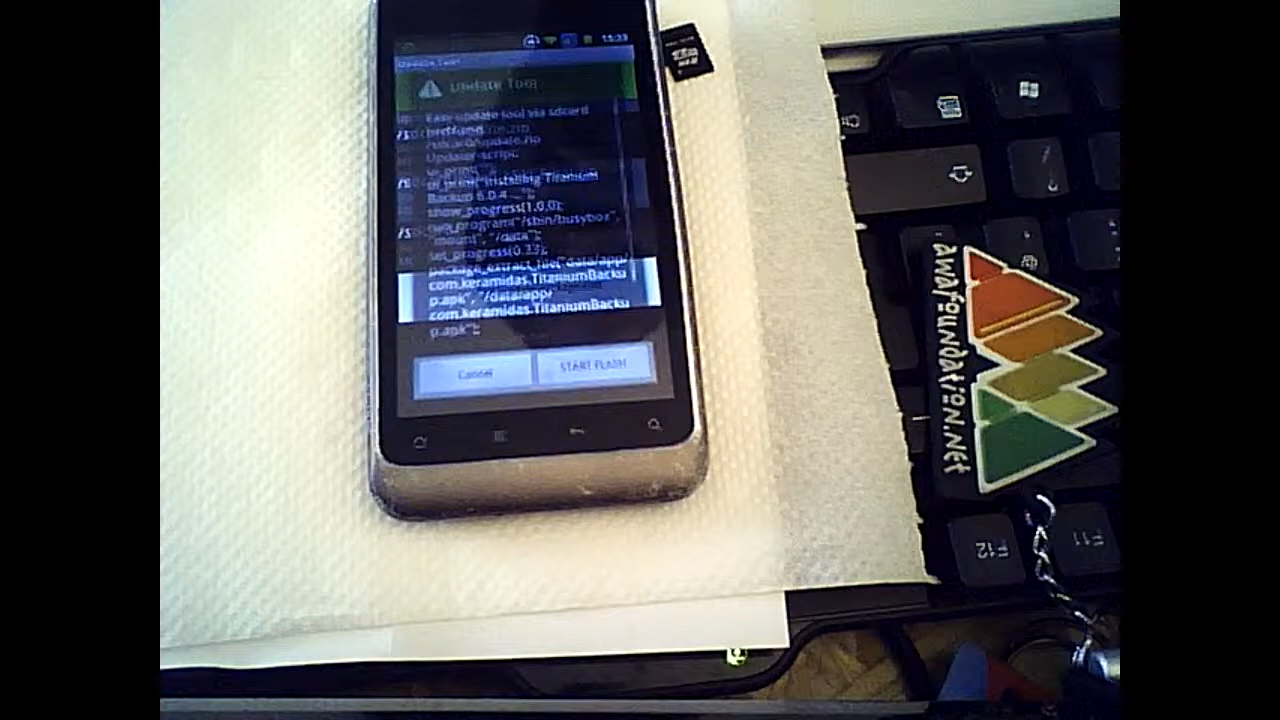 15:33
Update Tool
Update Tool
Easy update tool via sdcard
/update.zip
Updater-script:
ui_print("Installing Titanium
Backup 6.0.4
show_progress(1.0,0);
run_program("/sbin/busybox",
"mount", "/data");
set_progress(0.33);
package_extract_file("data/app/
com.keramidas.TitaniumBacku
p.apk", "/data/app/
com.keramidas.TitaniumBacku
p.apk");
Cancel
START FLASH
awafoundation.net
F12
F11